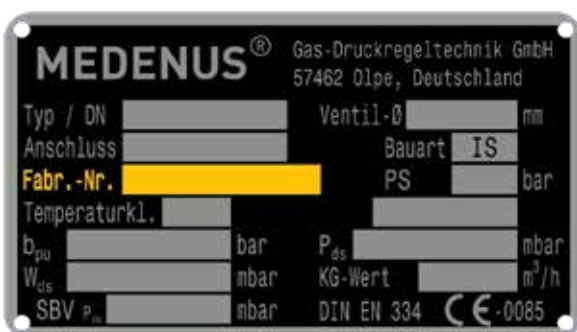 MEDENUS®
Gas-Druckregeltechnik GmbH
57462 Olpe, Deutschland
Typ / DN
Ventil-Ø mm
Anschluss
Bauart IS
Fabr.-Nr.
PS bar
Temperaturkl.
bpu bar
Pds mbar
Wds mbar
KG-Wert m³/h
SBV mbar
DIN EN 334 CE-0085